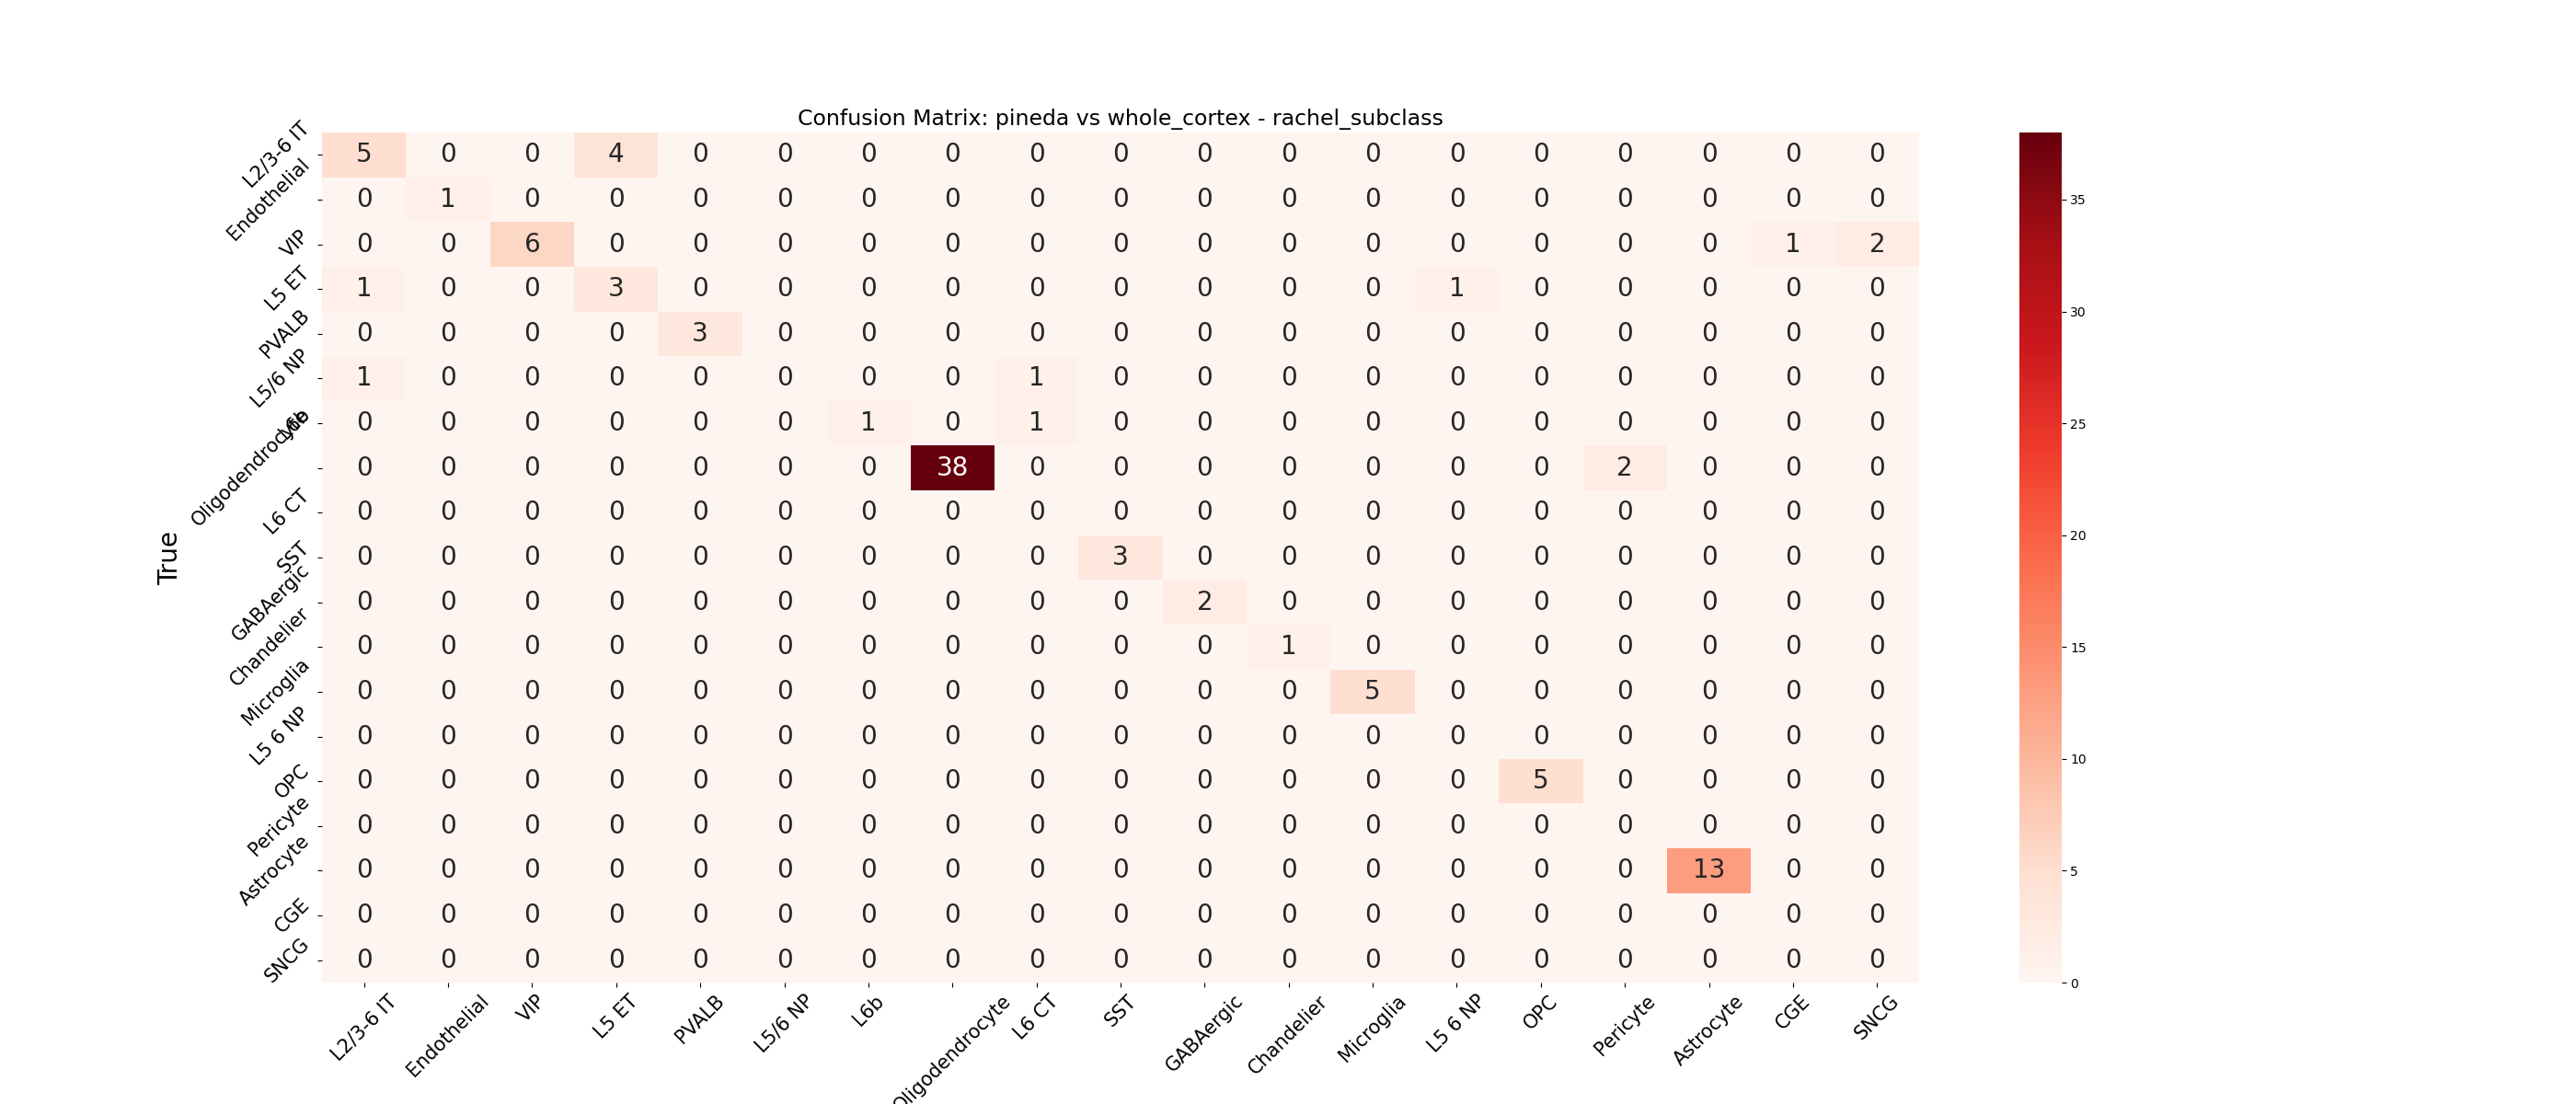 Confusion Matrix: pineda vs whole_cortex - rachel_subclass
L2/3-6 IT 5 0 0 4 0 0 0 0 0 0 0 0 0 0 0 0 0 0 0
Endothelial 0 1 0 0 0 0 0 0 0 0 0 0 0 0 0 0 0 0 0
VIP 0 0 6 0 0 0 0 0 0 0 0 0 0 0 0 0 0 1 2
L5 ET 1 0 0 3 0 0 0 0 0 0 0 0 0 1 0 0 0 0 0
PVALB 0 0 0 0 3 0 0 0 0 0 0 0 0 0 0 0 0 0 0
L5/6 NP 1 0 0 0 0 0 0 0 1 0 0 0 0 0 0 0 0 0 0
L6b 0 0 0 0 0 0 1 0 1 0 0 0 0 0 0 0 0 0 0
Oligodendrocyte 0 0 0 0 0 0 0 38 0 0 0 0 0 0 0 2 0 0 0
L6 CT 0 0 0 0 0 0 0 0 0 0 0 0 0 0 0 0 0 0 0
SST 0 0 0 0 0 0 0 0 0 3 0 0 0 0 0 0 0 0 0
GABAergic 0 0 0 0 0 0 0 0 0 0 2 0 0 0 0 0 0 0 0
Chandelier 0 0 0 0 0 0 0 0 0 0 0 1 0 0 0 0 0 0 0
Microglia 0 0 0 0 0 0 0 0 0 0 0 0 5 0 0 0 0 0 0
L5 6 NP 0 0 0 0 0 0 0 0 0 0 0 0 0 0 0 0 0 0 0
OPC 0 0 0 0 0 0 0 0 0 0 0 0 0 0 5 0 0 0 0
Pericyte 0 0 0 0 0 0 0 0 0 0 0 0 0 0 0 0 0 0 0
Astrocyte 0 0 0 0 0 0 0 0 0 0 0 0 0 0 0 0 13 0 0
CGE 0 0 0 0 0 0 0 0 0 0 0 0 0 0 0 0 0 0 0
SNCG 0 0 0 0 0 0 0 0 0 0 0 0 0 0 0 0 0 0 0
True
L2/3-6 IT Endothelial VIP L5 ET PVALB L5/6 NP L6b Oligodendrocyte L6 CT SST GABAergic Chandelier Microglia L5 6 NP OPC Pericyte Astrocyte CGE SNCG
35
30
25
20
15
10
5
0